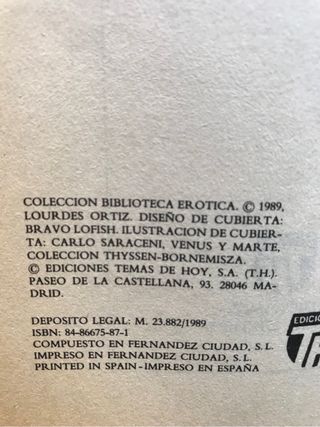 COLECCION BIBLIOTECA EROTICA. © 1989,
LOURDES ORTIZ. DISEÑO DE CUBIERTA:
BRAVO LOFISH. ILUSTRACION DE CUBIER-
TA: CARLO SARACENI, VENUS Y MARTE,
COLECCION THYSSEN-BORNEMISZA.
© EDICIONES TEMAS DE HOY, S.A. (T.H.).
PASEO DE LA CASTELLANA, 93. 28046 MA-
DRID.
DEPOSITO LEGAL: M. 23.882/1989
ISBN: 84-86675-87-1
COMPUESTO EN FERNANDEZ CIUDAD, S. L.
IMPRESO EN FERNANDEZ CIUDAD, S. L.
PRINTED IN SPAIN-IMPRESO EN ESPAÑA
EDICIO